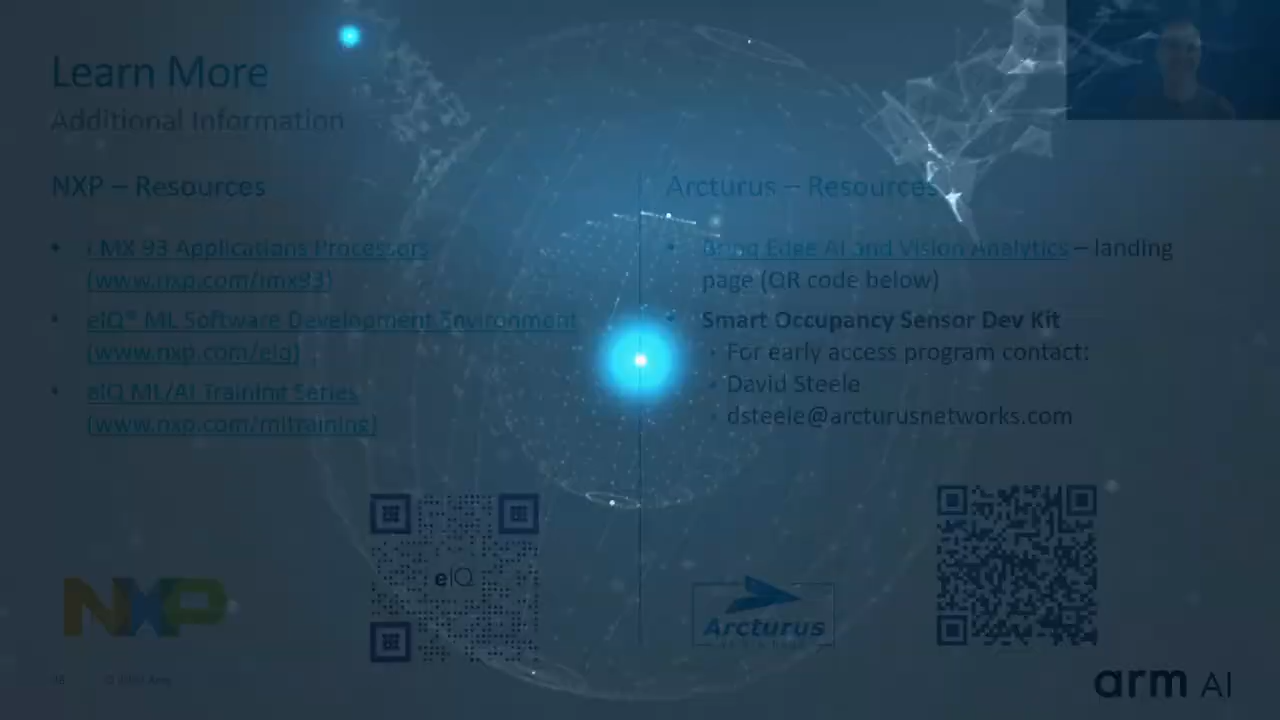 Learn More
Additional Information
NXP – Resources
• i.MX 93 Applications Processors
(www.nxp.com/imx93)
• eIQ® ML Software Development Environment
(www.nxp.com/eiq)
• eIQ ML/AI Training Series
(www.nxp.com/mltraining)
eIQ
NXP
Arcturus – Resources
• Bring Edge AI and Vision Analytics – landing
page (QR code below)
• Smart Occupancy Sensor Dev Kit
• For early access program contact:
• David Steele
• dsteele@arcturusnetworks.com
Arcturus
arm AI